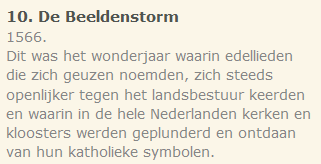 10. De Beeldenstorm
1566.
Dit was het wonderjaar waarin edellieden
die zich geuzen noemden, zich steeds
openlijker tegen het landsbestuur keerden
en waarin in de hele Nederlanden kerken en
kloosters werden geplunderd en ontdaan
van hun katholieke symbolen.